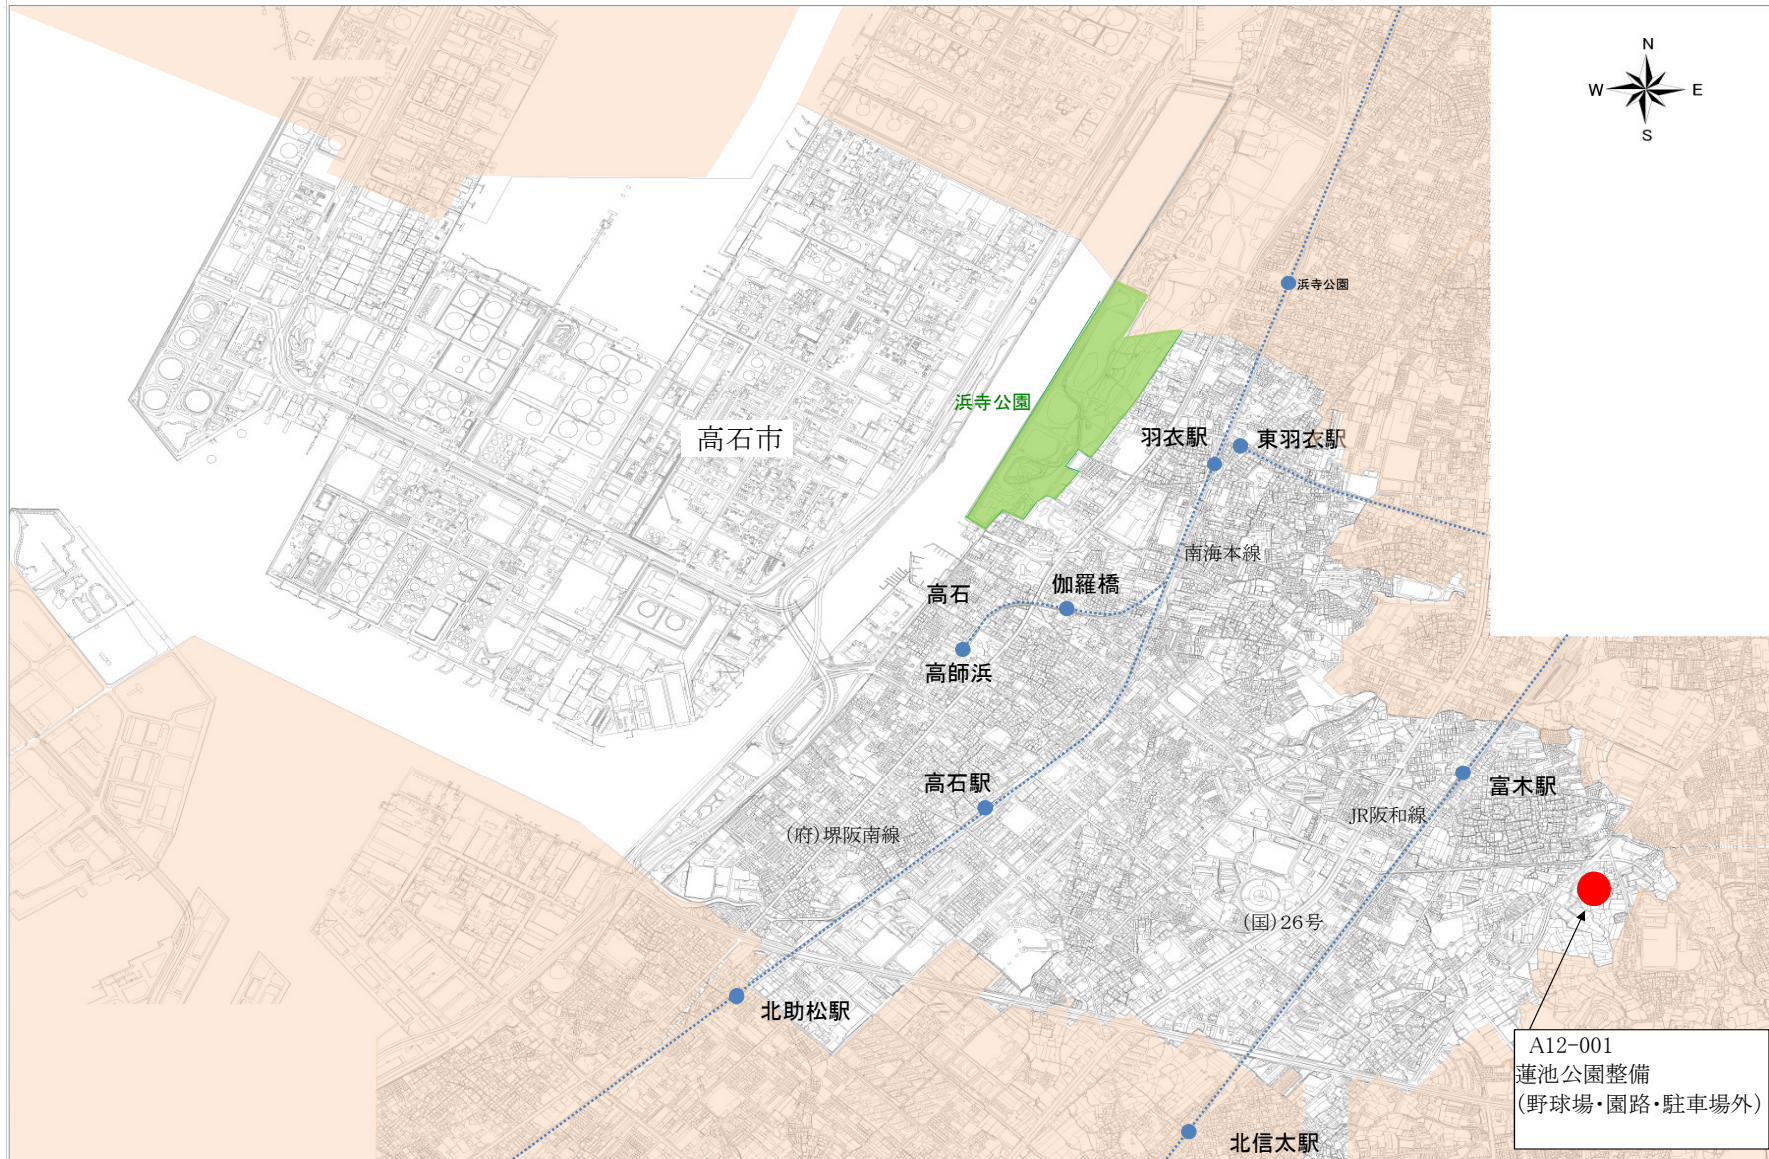 N
W
E
S
浜寺公園
浜寺公園
高石市
羽衣駅
東羽衣駅
南海本線
高石
伽羅橋
高師浜
高石駅
富木駅
JR阪和線
(府)堺阪南線
(国)26号
北助松駅
A12-001
蓮池公園整備
(野球場・園路・駐車場外)
北信太駅